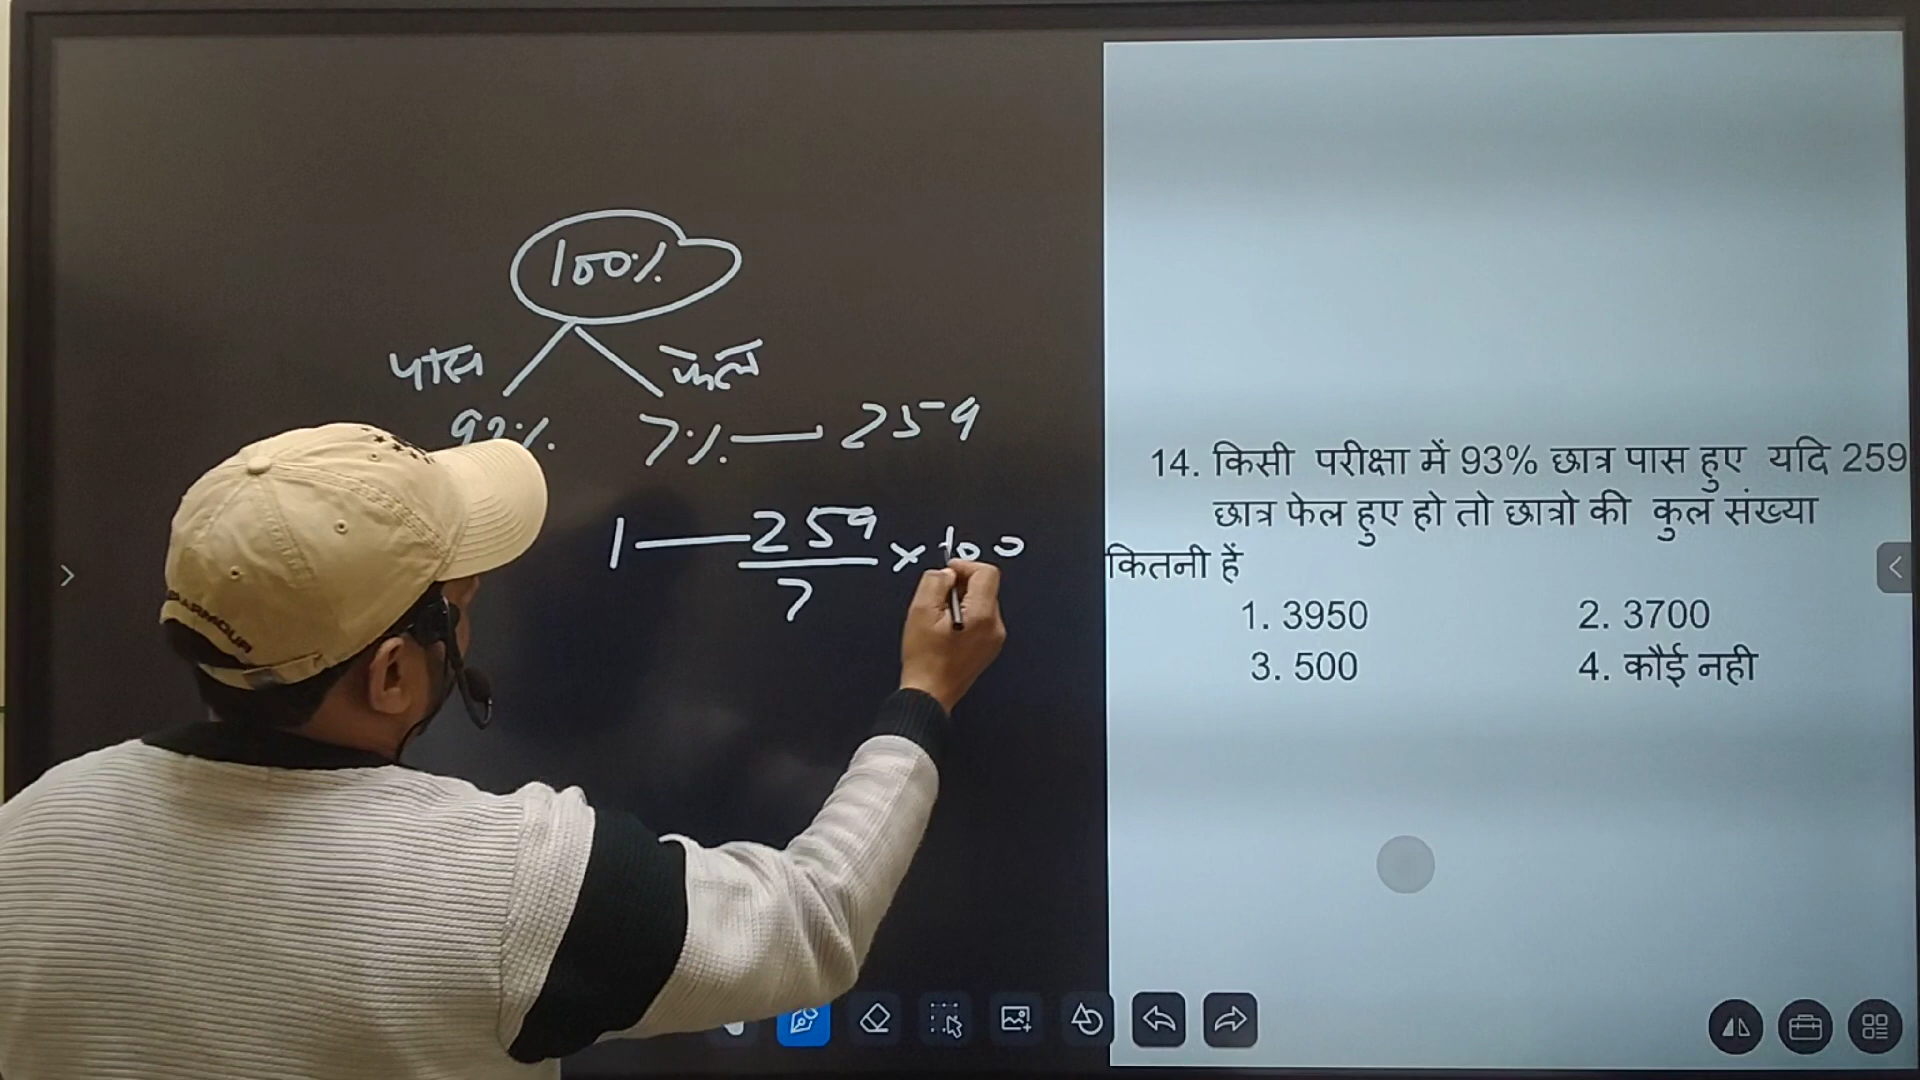 100%
पास फेल
7% — 259
1 — 259/7 × 100
14. किसी परीक्षा में 93% छात्र पास हुए यदि 259
छात्र फेल हुए हो तो छात्रो की कुल संख्या
कितनी हें
1. 3950 2. 3700
3. 500 4. कौई नही